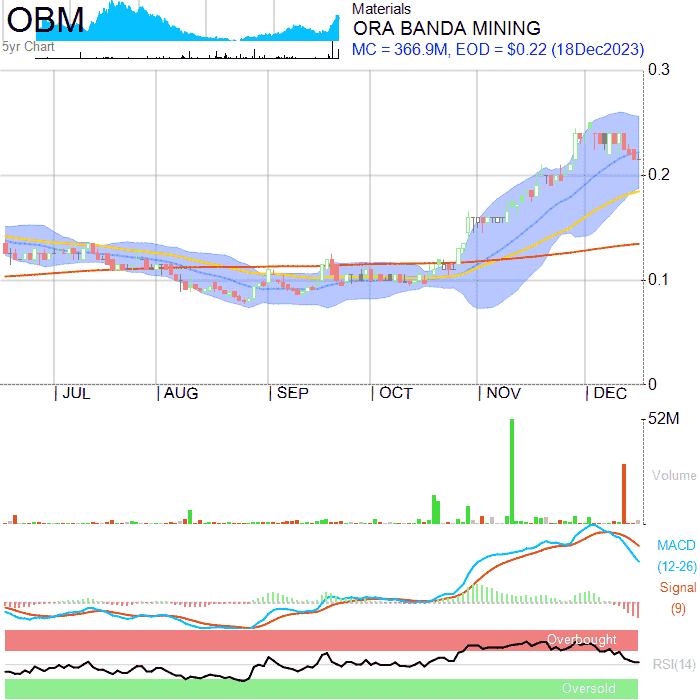 OBM
5yr Chart
Materials
ORA BANDA MINING
MC = 366.9M, EOD = $0.22 (18Dec2023)
0.3
0.2
0.1
0
JUL
AUG
SEP
OCT
NOV
DEC
52M
Volume
MACD
(12-26)
Signal
(9)
Overbought
RSI(14)
Oversold